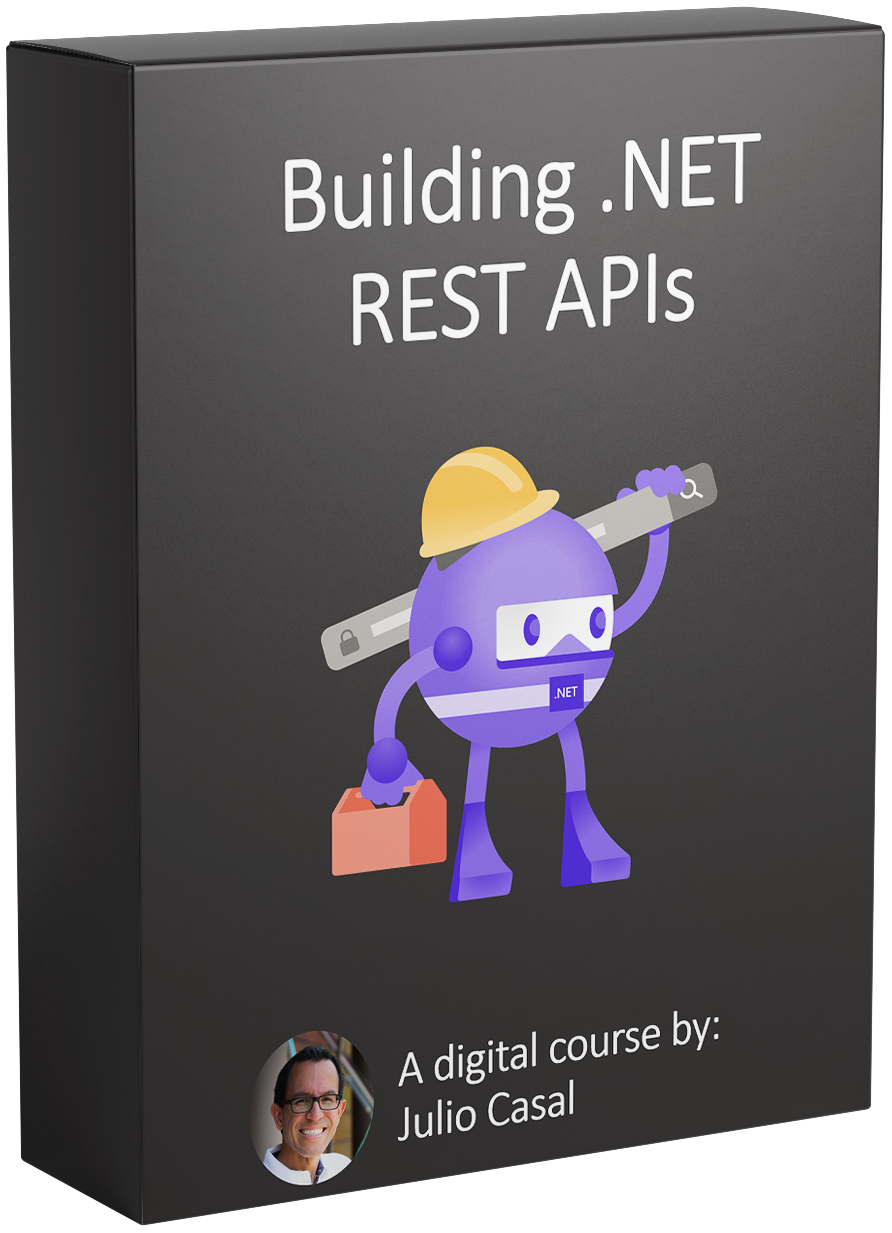 Building .NET
REST APIs
.NET
A digital course by:
Julio Casal